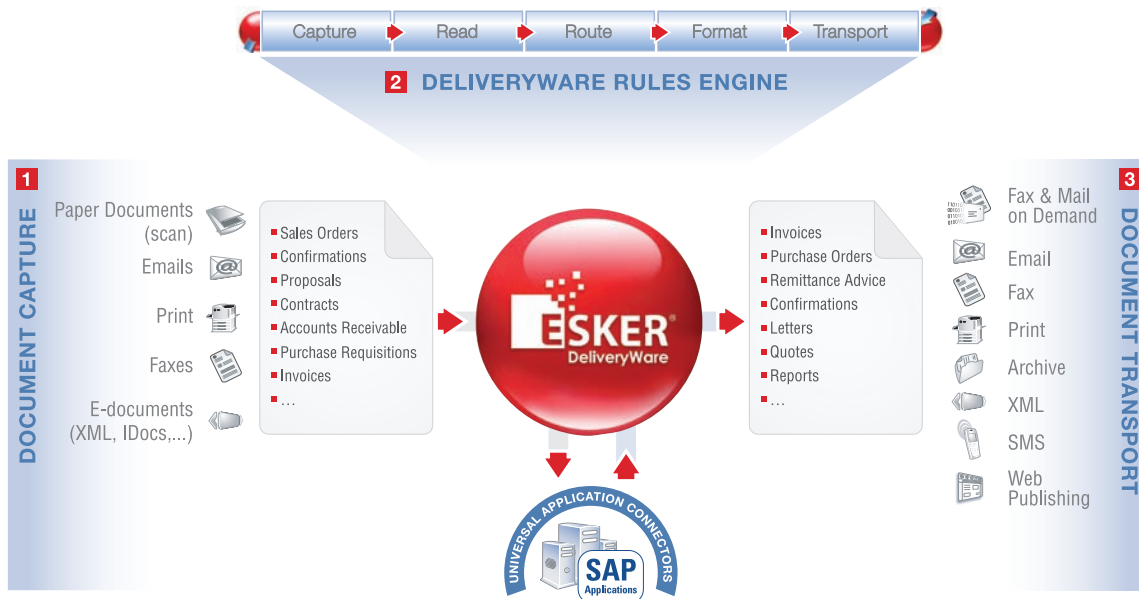 Capture
Read
Route
Format
Transport
2 DELIVERYWARE RULES ENGINE
1
DOCUMENT CAPTURE
Paper Documents
(scan)
Emails
Print
Faxes
E-documents
(XML, IDocs,...)
Sales Orders
Confirmations
Proposals
Contracts
Accounts Receivable
Purchase Requisitions
Invoices
...
ESKER®
DeliveryWare
UNIVERSAL APPLICATION CONNECTORS
SAP
Applications
Invoices
Purchase Orders
Remittance Advice
Confirmations
Letters
Quotes
Reports
...
3
DOCUMENT TRANSPORT
Fax & Mail
on Demand
Email
Fax
Print
Archive
XML
SMS
Web
Publishing